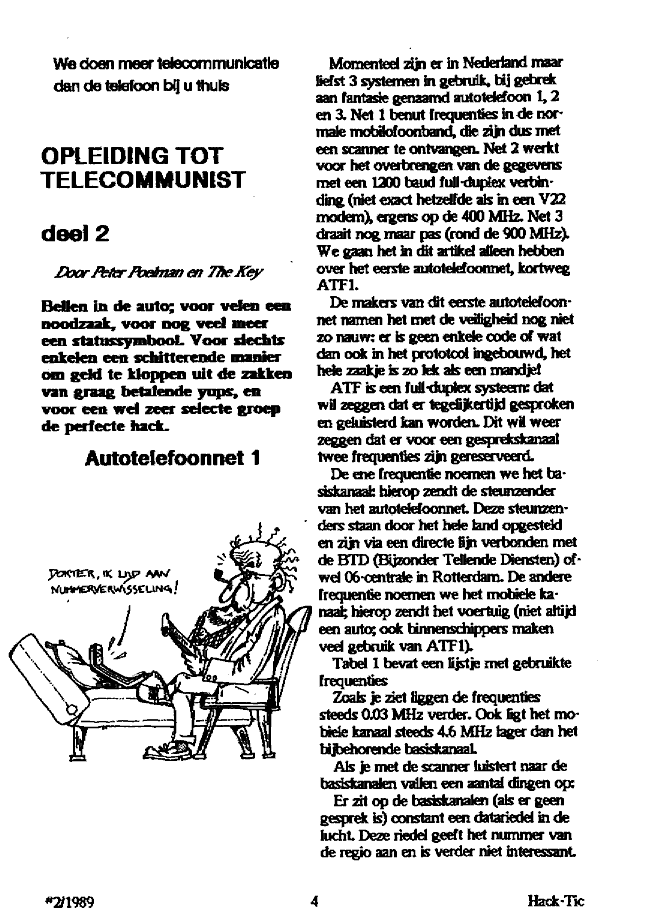 We doen meer telecommunicatie
dan de telefoon bij u thuis
OPLEIDING TOT
TELECOMMUNIST
deel 2
Door Peter Poelman en The Key
Bellen in de auto; voor velen een
noodzaak, voor nog veel meer
een statussymbool. Voor slechts
enkelen een schitterende manier
om geld te kloppen uit de zakken
van graag betalende yups, en
voor een wel zeer selecte groep
de perfecte hack.
Autotelefoonnet 1
DOKTER, IK LIJD AAN
NUMMERVERWISSELING!
Momenteel zijn er in Nederland maar
liefst 3 systemen in gebruik, bij gebrek
aan fantasie genaamd autotelefoon 1, 2
en 3. Net 1 benut frequenties in de nor-
male mobilofoonband, die zijn dus met
een scanner te ontvangen. Net 2 werkt
voor het overbrengen van de gegevens
met een 1200 baud full-duplex verbin-
ding (niet exact hetzelfde als in een V22
modem), ergens op de 400 MHz. Net 3
draait nog maar pas (rond de 900 MHz).
We gaan het in dit artikel alleen hebben
over het eerste autotelefoonnet, kortweg
ATF1.
De makers van dit eerste autotelefoon-
net namen het met de veiligheid nog niet
zo nauw: er is geen enkele code of wat
dan ook in het prototcol ingebouwd, het
hele zaakje is zo lek als een mandje!
ATF is een full-duplex systeem: dat
wil zeggen dat er tegelijkertijd gesproken
en geluisterd kan worden. Dit wil weer
zeggen dat er voor een gesprekskanaal
twee frequenties zijn gereserveerd.
De ene frequentie noemen we het ba-
siskanaal: hierop zendt de steunzender
van het autotelefoonnet. Deze steunzen-
ders staan door het hele land opgesteld
en zijn via een directe lijn verbonden met
de BTD (Bijzonder Tellende Diensten) of-
wel 06-centrale in Rotterdam. De andere
frequentie noemen we het mobiele ka-
naal; hierop zendt het voertuig (niet altijd
een auto; ook binnenschippers maken
veel gebruik van ATF1).
Tabel 1 bevat een lijstje met gebruikte
frequenties
Zoals je ziet liggen de frequenties
steeds 0.03 MHz verder. Ook ligt het mo-
biele kanaal steeds 4.6 MHz lager dan het
bijbehorende basiskanaal.
Als je met de scanner luistert naar de
basiskanalen vallen een aantal dingen op:
Er zit op de basiskanalen (als er geen
gesprek is) constant een datariedel in de
lucht. Deze riedel geeft het nummer van
de regio aan en is verder niet interessant.
#2/1989
4
Hack-Tic